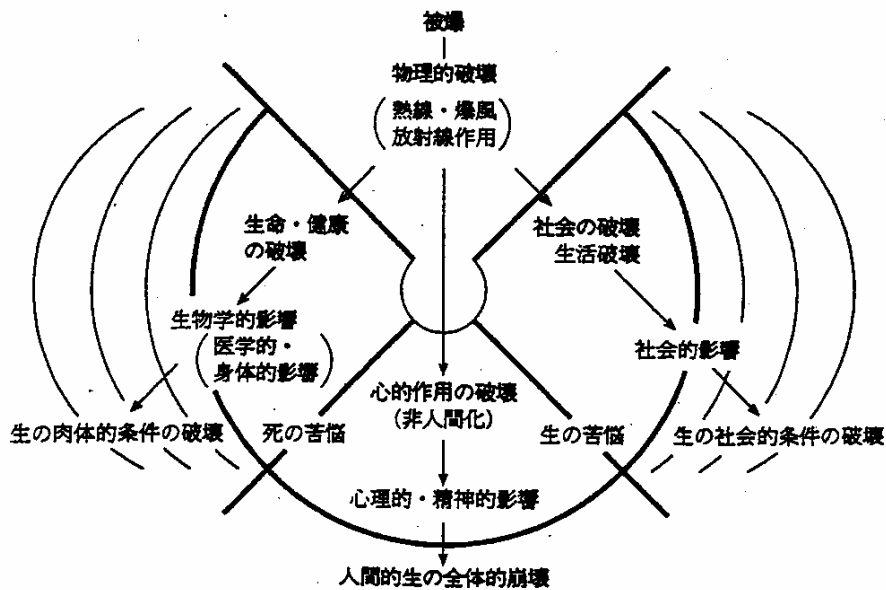 被爆
物理的破壊
(熱線・爆風
放射線作用)
生命・健康
の破壊
社会の破壊
生活破壊
生物学的影響
(医学的・
身体的影響)
社会的影響
心的作用の破壊
(非人間化)
生の肉体的条件の破壊
死の苦悩
生の苦悩
生の社会的条件の破壊
心理的・精神的影響
人間的生の全体的崩壊